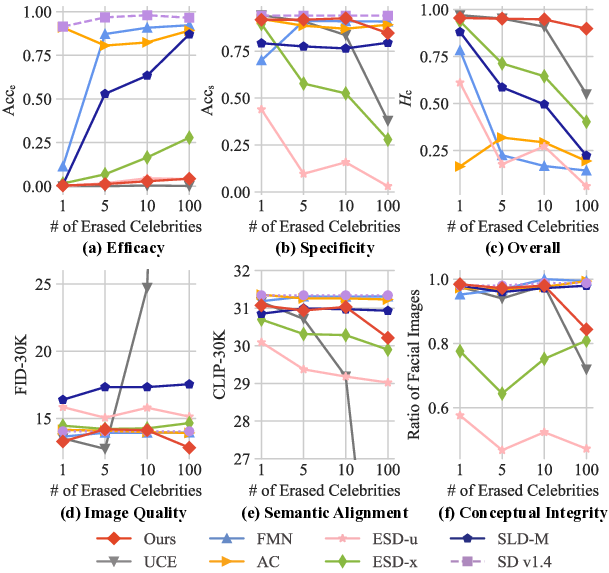 1.00
0.75
0.50
0.25
0.00
Acc_e
1 5 10 100
# of Erased Celebrities
(a) Efficacy
0.75
0.50
0.25
0.00
Acc_s
1 5 10 100
# of Erased Celebrities
(b) Specificity
1.00
0.75
0.50
0.25
H_c
1 5 10 100
# of Erased Celebrities
(c) Overall
25
22
18
15
FID-30K
1 5 10 100
# of Erased Celebrities
(d) Image Quality
32
31
30
29
28
27
CLIP-30K
1 5 10 100
# of Erased Celebrities
(e) Semantic Alignment
1.0
0.8
0.6
Ratio of Facial Images
1 5 10 100
# of Erased Celebrities
(f) Conceptual Integrity
Ours FMN ESD-u SLD-M
UCE AC ESD-x SD v1.4